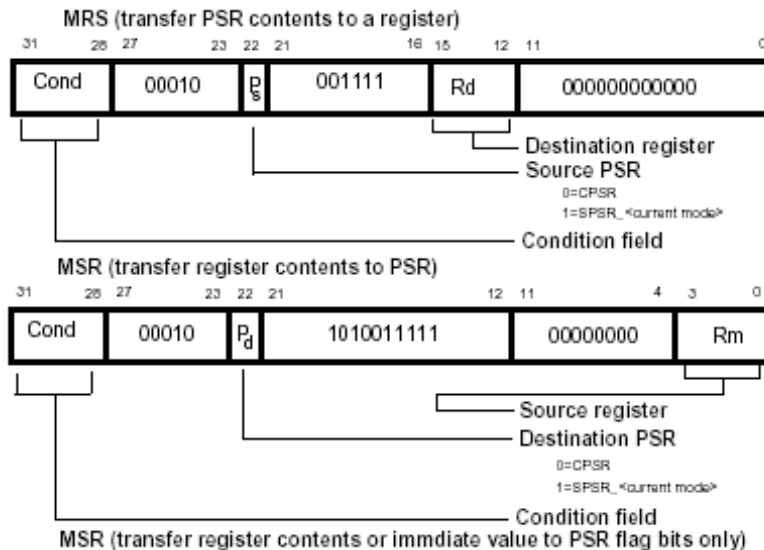 MRS (transfer PSR contents to a register)
31 28 27 23 22 21 16 15 12 11 0
Cond 00010 Ps 001111 Rd 000000000000
Destination register
Source PSR
0=CPSR
1=SPSR_<current mode>
Condition field
MSR (transfer register contents to PSR)
31 28 27 23 22 21 12 11 4 3 0
Cond 00010 Pd 1010011111 00000000 Rm
Source register
Destination PSR
0=CPSR
1=SPSR_<current mode>
Condition field
MSR (transfer register contents or immdiate value to PSR flag bits only)